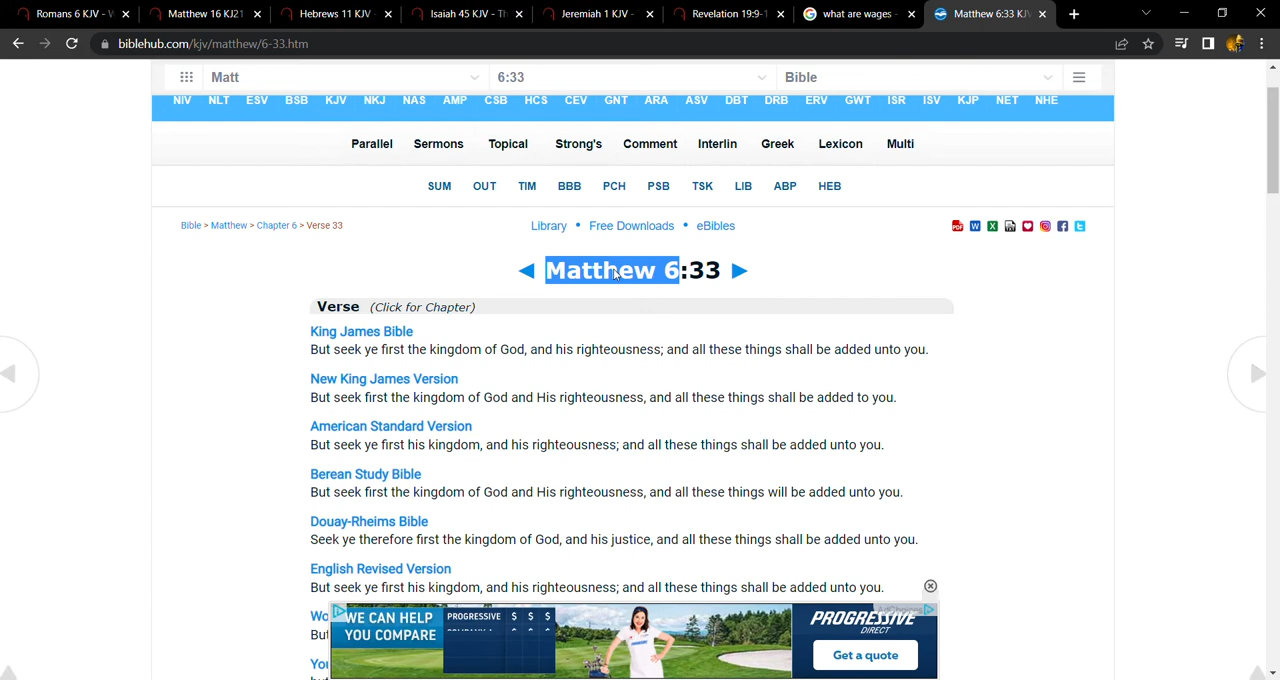 Romans 6 KJV - W
Matthew 16 KJ21
Hebrews 11 KJV -
Isaiah 45 KJV - Th
Jeremiah 1 KJV -
Revelation 19:9-1
what are wages -
Matthew 6:33 KJV
biblehub.com/kjv/matthew/6-33.htm
Matt 6:33 Bible
NIV NLT ESV BSB KJV NKJ NAS AMP CSB HCS CEV GNT ARA ASV DBT DRB ERV GWT ISR ISV KJP NET NHE
Parallel Sermons Topical Strong's Comment Interlin Greek Lexicon Multi
SUM OUT TIM BBB PCH PSB TSK LIB ABP HEB
Bible > Matthew > Chapter 6 > Verse 33
Library • Free Downloads • eBibles
◄ Matthew 6:33 ►
Verse (Click for Chapter)
King James Bible
But seek ye first the kingdom of God, and his righteousness; and all these things shall be added unto you.
New King James Version
But seek first the kingdom of God and His righteousness, and all these things shall be added to you.
American Standard Version
But seek ye first his kingdom, and his righteousness; and all these things shall be added unto you.
Berean Study Bible
But seek first the kingdom of God and His righteousness, and all these things will be added unto you.
Douay-Rheims Bible
Seek ye therefore first the kingdom of God, and his justice, and all these things shall be added unto you.
English Revised Version
But seek ye first his kingdom, and his righteousness; and all these things shall be added unto you.
Wo
But
You
WE CAN HELP
YOU COMPARE
PROGRESSIVE $ $ $
AdChoices
PROGRESSIVE
DIRECT
Get a quote